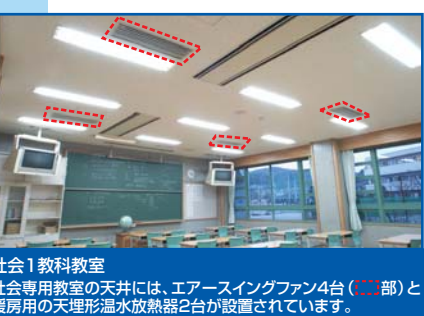 会1教科教室
会専用教室の天井には、エアースイングファン4台(部)と
暖房用の天埋形温水放熱器2台が設置されています。